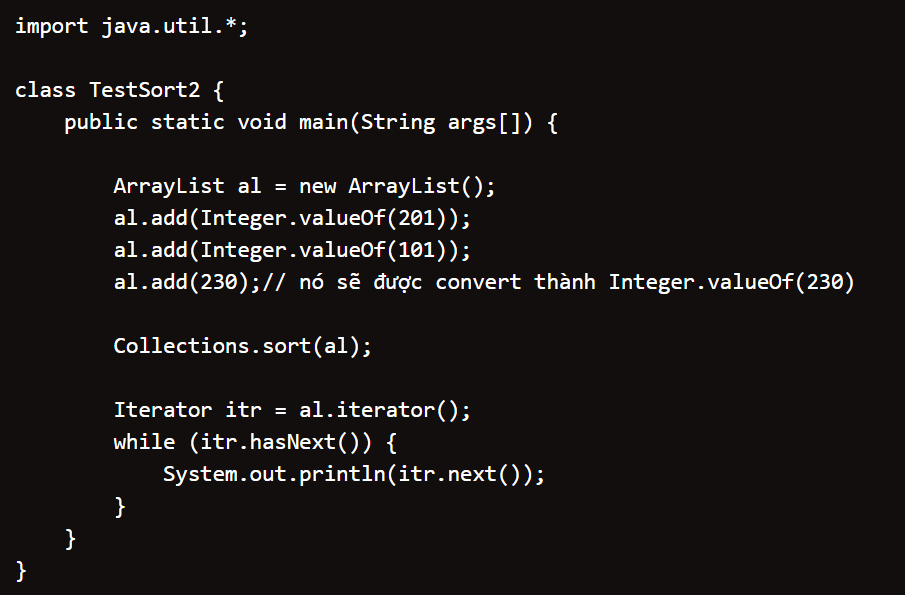 import java.util.*;
class TestSort2 {
public static void main(String args[]) {
ArrayList al = new ArrayList();
al.add(Integer.valueOf(201));
al.add(Integer.valueOf(101));
al.add(230);// nó sẽ được convert thành Integer.valueOf(230)
Collections.sort(al);
Iterator itr = al.iterator();
while (itr.hasNext()) {
System.out.println(itr.next());
}
}
}